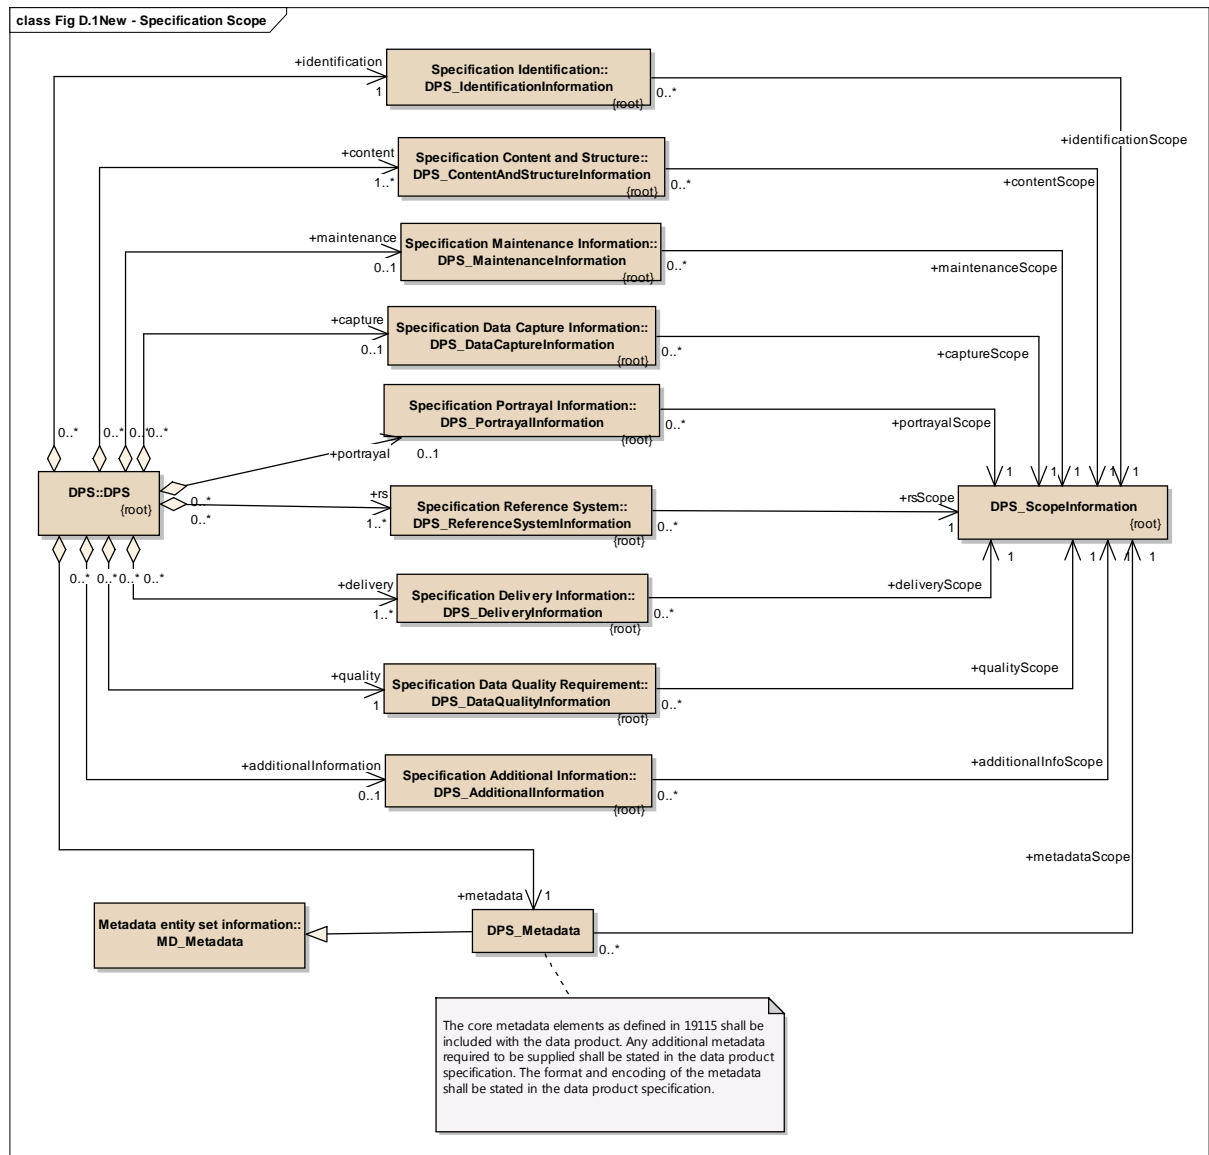 class Fig D.1New - Specification Scope
+identification
1
Specification Identification::
DPS_IdentificationInformation
{root}
0..*
+identificationScope
+content
1..*
Specification Content and Structure::
DPS_ContentAndStructureInformation
{root}
0..*
+contentScope
+maintenance
0..1
Specification Maintenance Information::
DPS_MaintenanceInformation
{root}
0..*
+maintenanceScope
+capture
0..1
Specification Data Capture Information::
DPS_DataCaptureInformation
{root}
0..*
+captureScope
Specification Portrayal Information::
DPS_PortrayalInformation
{root}
0..*
+portrayalScope
0..* 0..* 0..* 0..*
+portrayal
0..1
1 1 1 1 1
DPS::DPS
{root}
0..*
0..*
+rs
1..*
Specification Reference System::
DPS_ReferenceSystemInformation
{root}
0..*
+rsScope
1
DPS_ScopeInformation
{root}
1 1 1 1
0..* 0..* 0..* 0..*
+delivery
1..*
Specification Delivery Information::
DPS_DeliveryInformation
{root}
0..*
+deliveryScope
+quality
1
Specification Data Quality Requirement::
DPS_DataQualityInformation
{root}
0..*
+qualityScope
+additionalInformation
0..1
Specification Additional Information::
DPS_AdditionalInformation
{root}
0..*
+additionalInfoScope
+metadataScope
+metadata
1
Metadata entity set information::
MD_Metadata
DPS_Metadata
0..*
The core metadata elements as defined in 19115 shall be
included with the data product. Any additional metadata
required to be supplied shall be stated in the data product
specification. The format and encoding of the metadata
shall be stated in the data product specification.